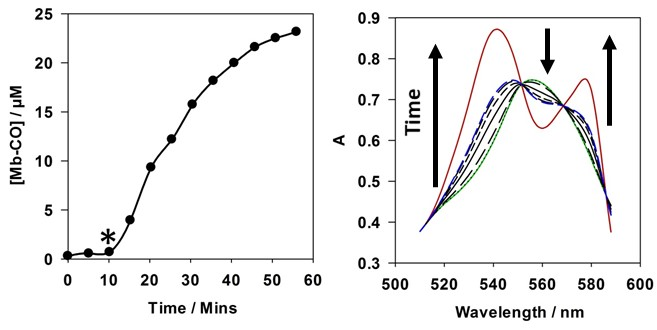 25
20
15
10
5
0
[Mb-CO] / µM
*
0 10 20 30 40 50 60
Time / Mins
0.9
0.8
0.7
0.6
0.5
0.4
0.3
A
Time
500 520 540 560 580 600
Wavelength / nm